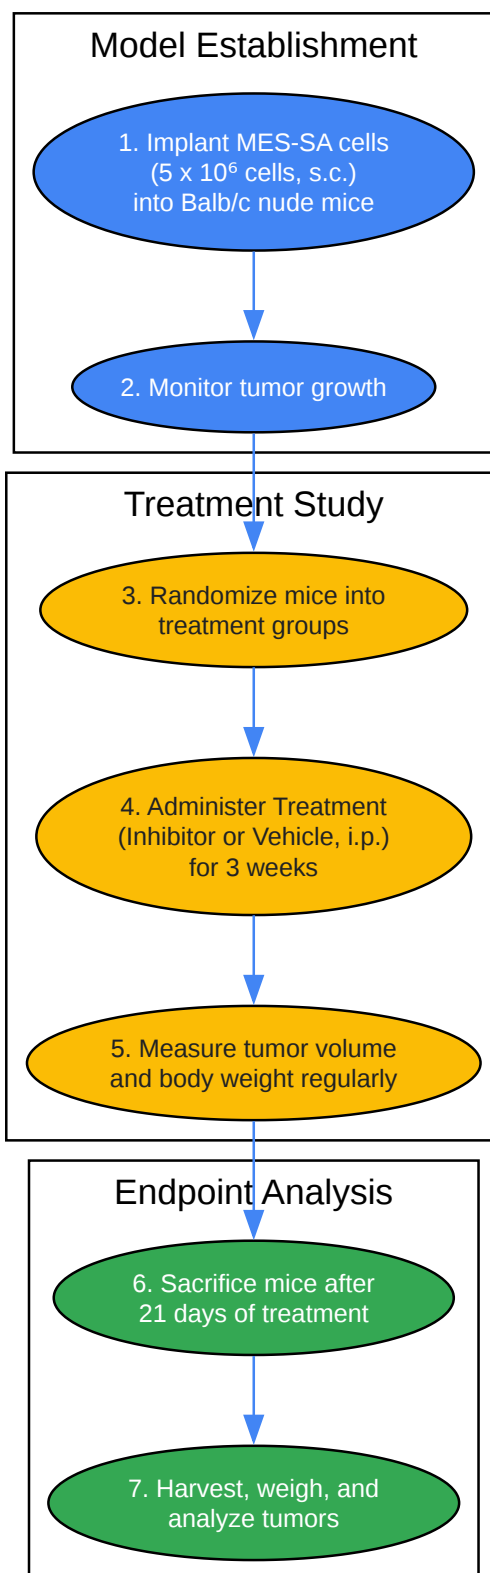 Model Establishment
1. Implant MES-SA cells
(5 x 10⁶ cells, s.c.)
into Balb/c nude mice
2. Monitor tumor growth
Treatment Study
3. Randomize mice into
treatment groups
4. Administer Treatment
(Inhibitor or Vehicle, i.p.)
for 3 weeks
5. Measure tumor volume
and body weight regularly
Endpoint Analysis
6. Sacrifice mice after
21 days of treatment
7. Harvest, weigh, and
analyze tumors